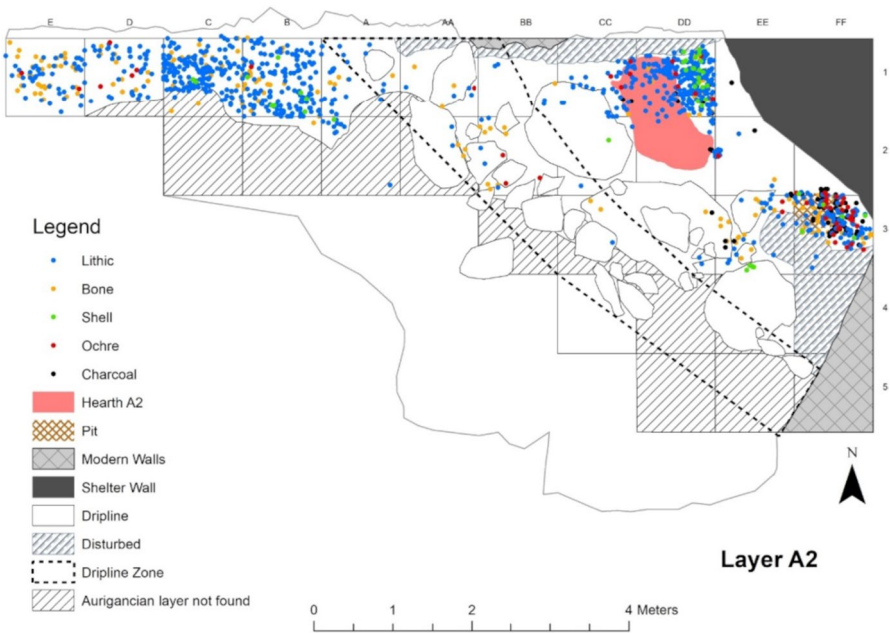 E D C B A AA BB CC DD EE FF
1
2
3
4
5
Legend
Lithic
Bone
Shell
Ochre
Charcoal
Hearth A2
Pit
Modern Walls
Shelter Wall
Dripline
Disturbed
Dripline Zone
Aurigancian layer not found
N
Layer A2
0 1 2 4 Meters